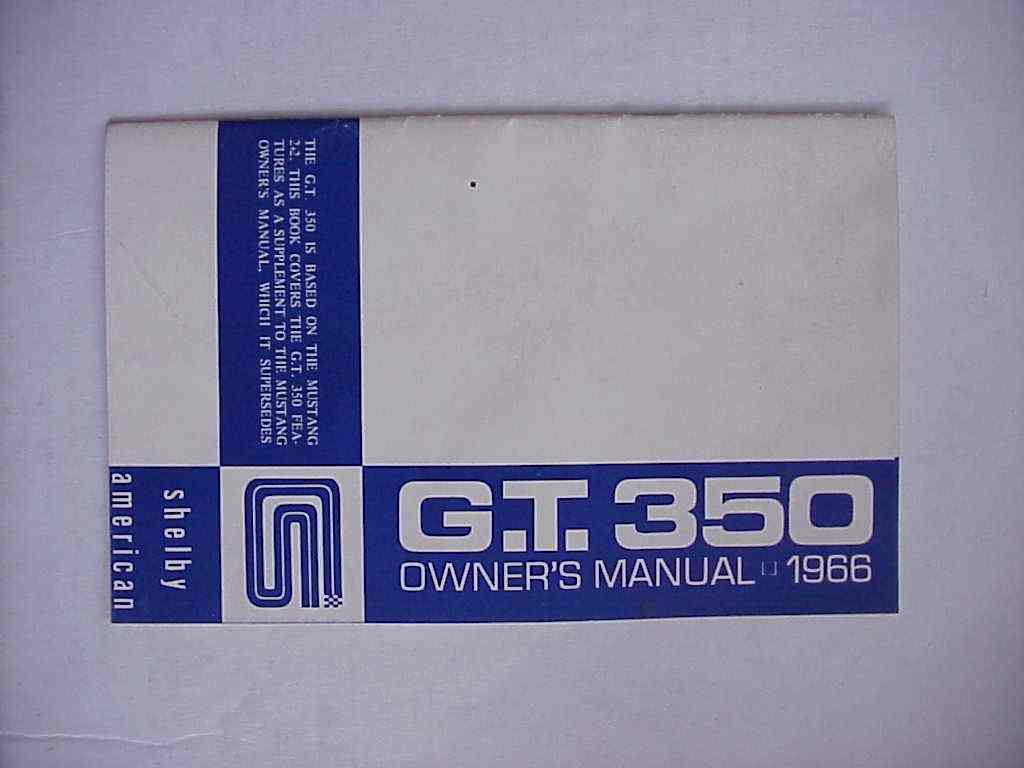 THE G.T. 350 IS BASED ON THE MUSTANG
2+2. THIS BOOK COVERS THE G.T. 350 FEA-
TURES AS A SUPPLEMENT TO THE MUSTANG
OWNER'S MANUAL, WHICH IT SUPERSEDES
shelby
american
G.T. 350
OWNER'S MANUAL [] 1966